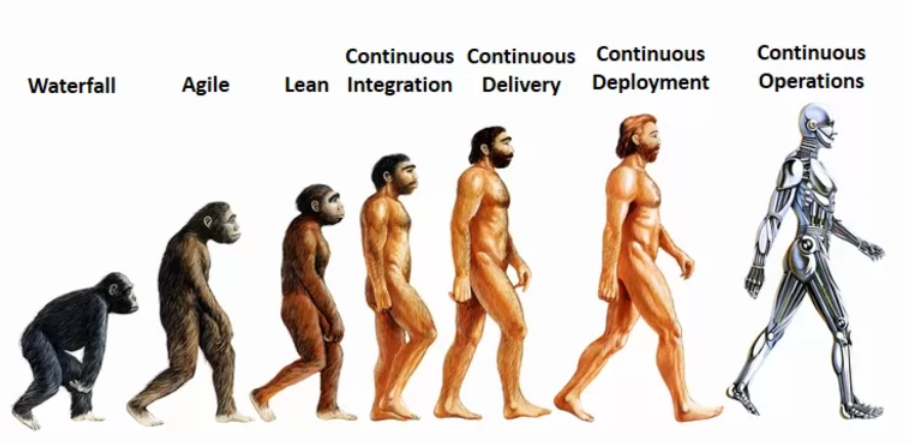 Waterfall
Agile
Lean
Continuous
Integration
Continuous
Delivery
Continuous
Deployment
Continuous
Operations